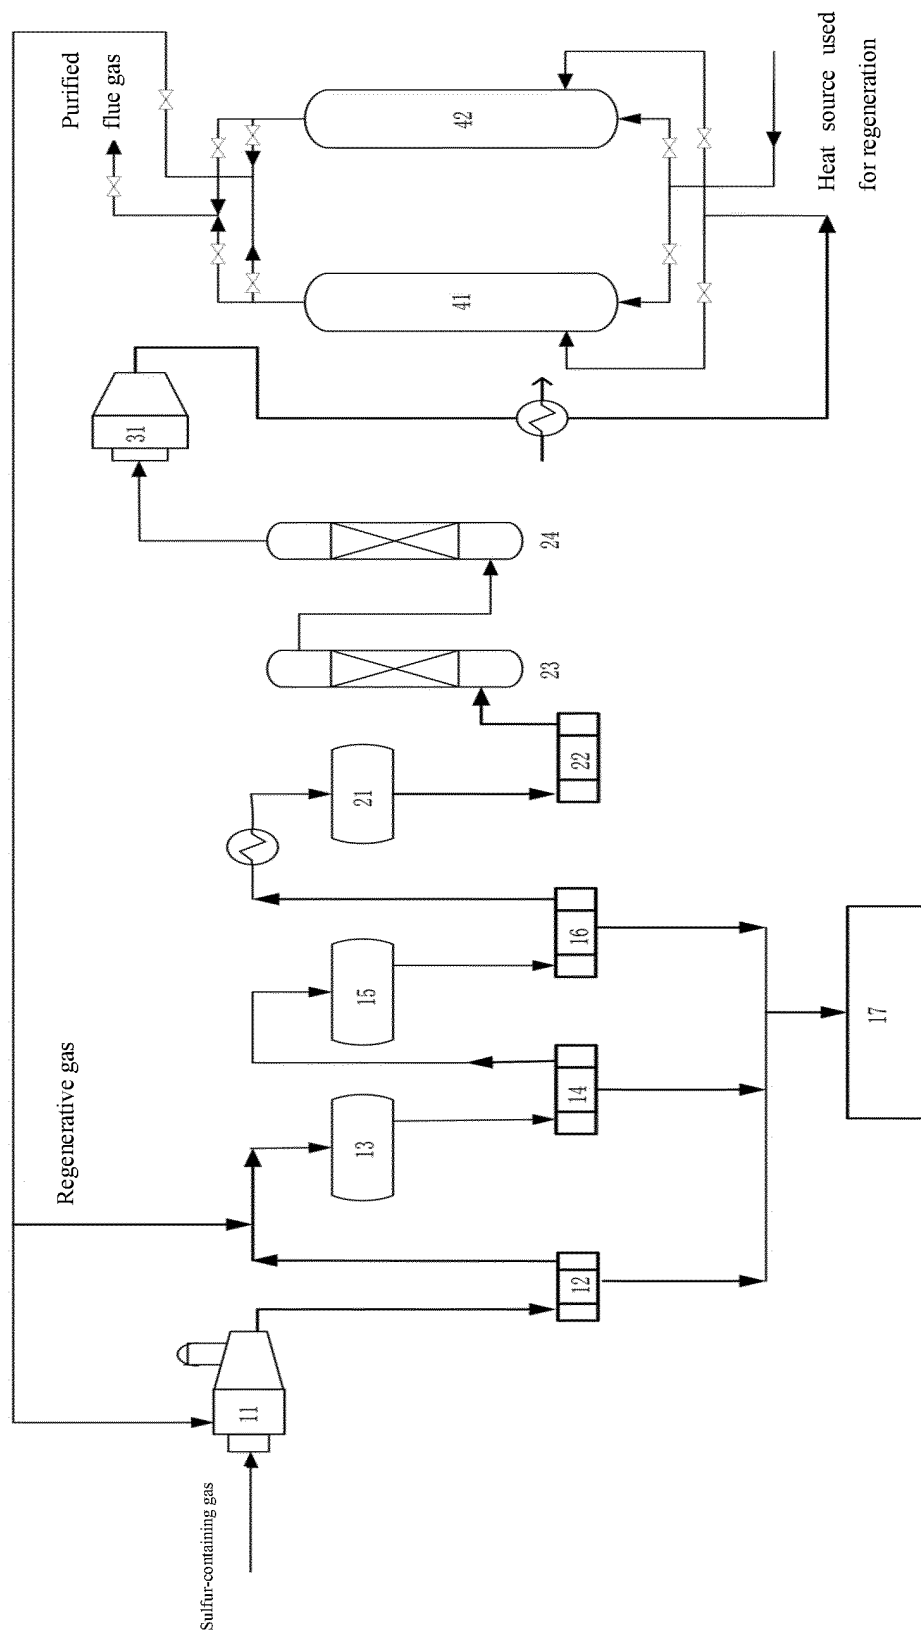 Sulfur-containing gas
Regenerative gas
Purified
flue gas
Heat source used
for regeneration
11
12
13
14
15
16
17
21
22
23
24
31
41
42